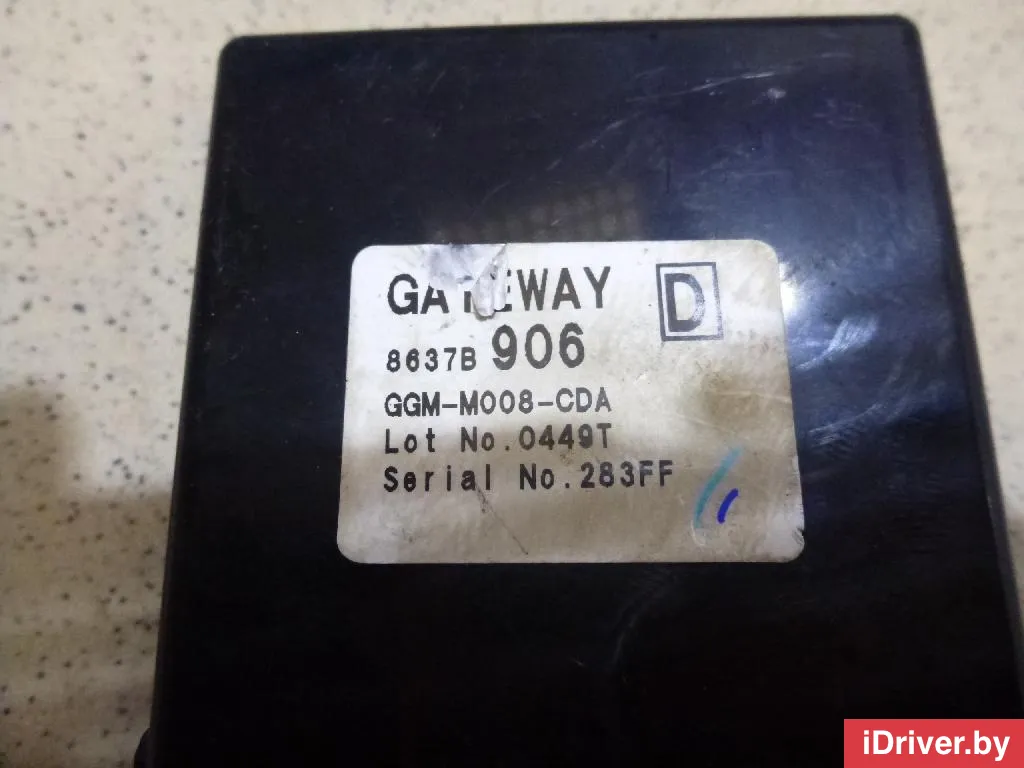 GATEWAY D
8637B 906
GGM-M008-CDA
Lot No.0449T
Serial No.283FF
iDriver.by